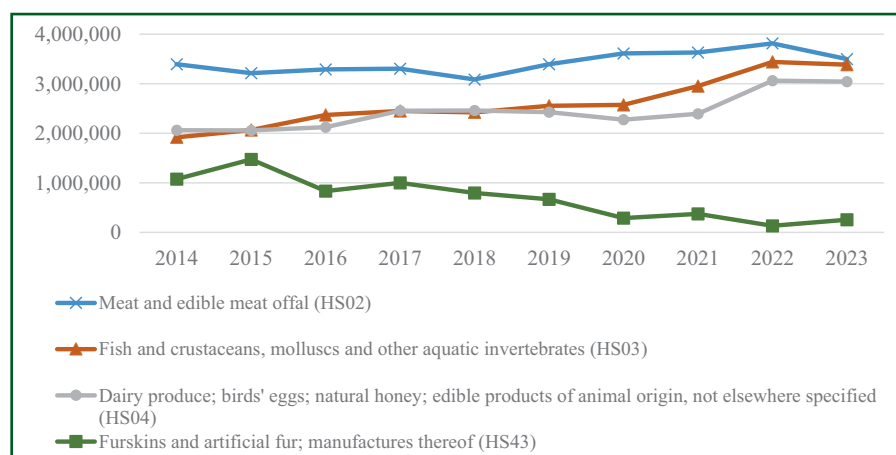 4,000,000
3,000,000
2,000,000
1,000,000
0
2014 2015 2016 2017 2018 2019 2020 2021 2022 2023
Meat and edible meat offal (HS02)
Fish and crustaceans, molluscs and other aquatic invertebrates (HS03)
Dairy produce; birds' eggs; natural honey; edible products of animal origin, not elsewhere specified
(HS04)
Furskins and artificial fur; manufactures thereof (HS43)